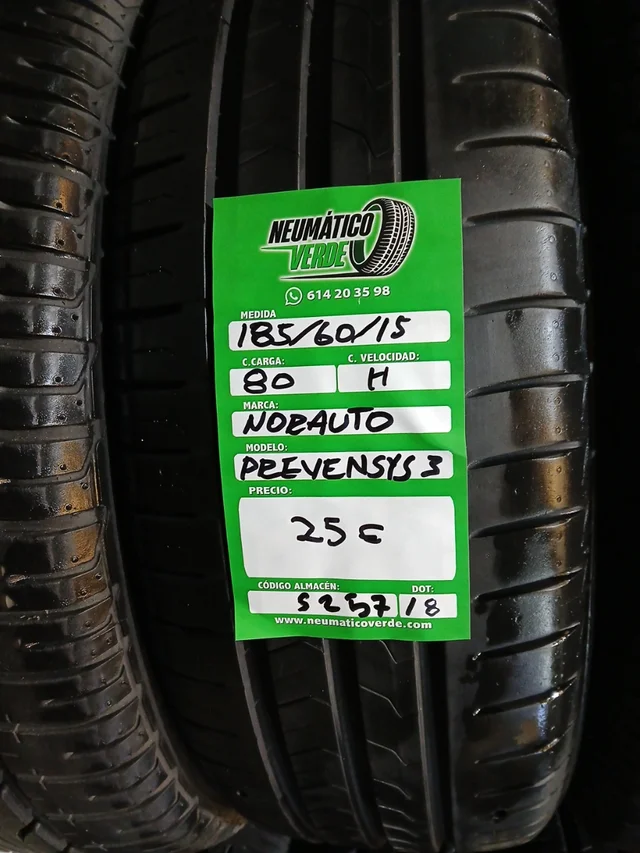 NEUMÁTICO
VERDE
614 20 35 98
MEDIDA
185/60/15
C.CARGA: C. VELOCIDAD:
80 H
MARCA:
NORAUTO
MODELO:
PREVENSYS 3
PRECIO:
25 €
CÓDIGO ALMACÉN: DOT:
S2557 18
www.neumaticoverde.com